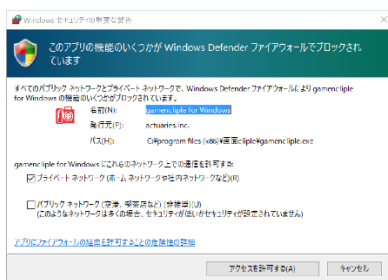 Windows セキュリティの重要な警告
このアプリの機能のいくつかが Windows Defender ファイアウォールでブロックされ
ています
すべてのパブリック ネットワークとプライベート ネットワークで、Windows Defender ファイアウォールにより gamencliple
for Windows の機能のいくつかがブロックされています。
名前(N): gamencliple for Windows
発行元(P): actuaries.inc.
パス(H): C:¥program files (x86)¥画面cliple¥gamencliple.exe
gamencliple for Windows にこれらのネットワーク上での通信を許可する:
プライベート ネットワーク (ホーム ネットワークや社内ネットワークなど)(R)
パブリック ネットワーク (空港、喫茶店など) (非推奨)(U)
(このようなネットワークは多くの場合、セキュリティが低いかセキュリティが設定されていません)
アプリにファイアウォールの経由を許可することの危険性の詳細
アクセスを許可する(A) キャンセル